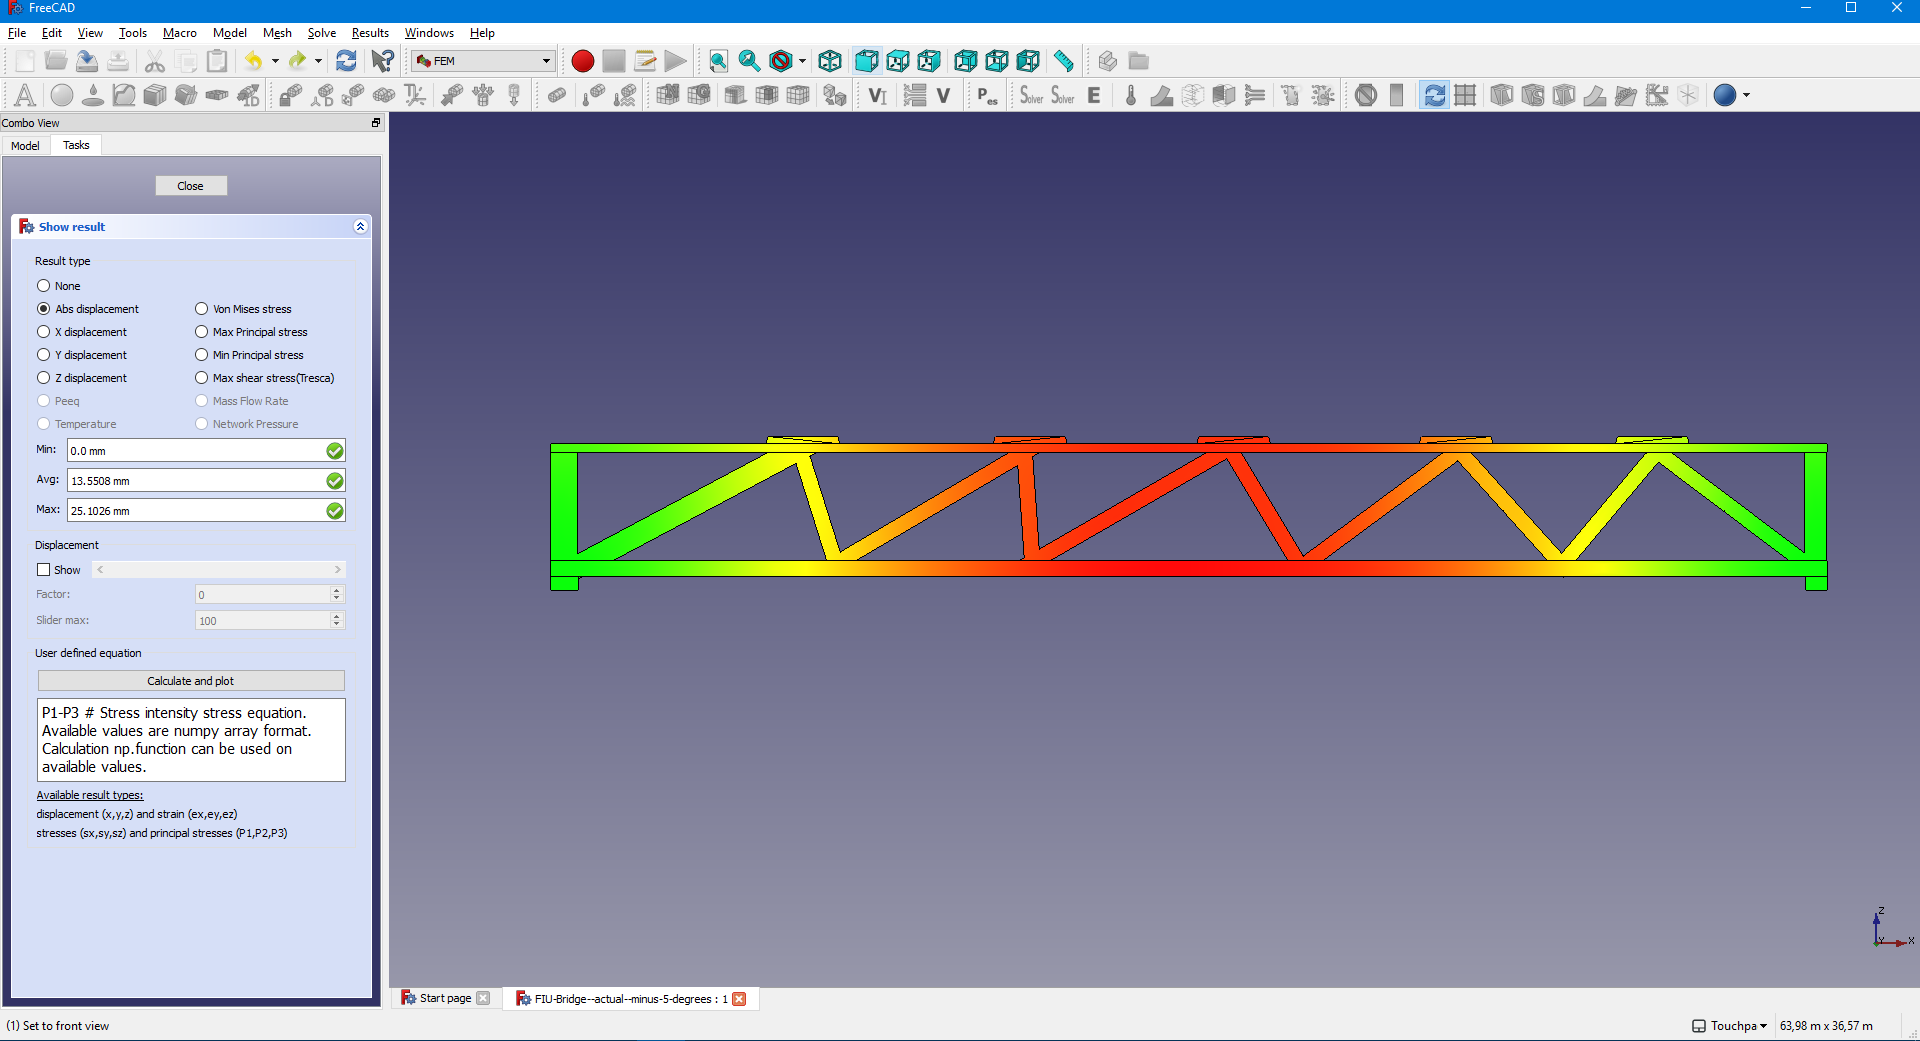 FreeCAD
File Edit View Tools Macro Model Mesh Solve Results Windows Help
FEM
A VI V Pes Solver Solver E
Combo View
Model Tasks
Close
Show result
Result type
None
Abs displacement Von Mises stress
X displacement Max Principal stress
Y displacement Min Principal stress
Z displacement Max shear stress(Tresca)
Peeq Mass Flow Rate
Temperature Network Pressure
Min: 0.0 mm
Avg: 13.5508 mm
Max: 25.1026 mm
Displacement
Show
Factor: 0
Slider max: 100
User defined equation
Calculate and plot
P1-P3 # Stress intensity stress equation.
Available values are numpy array format.
Calculation np.function can be used on
available values.
Available result types:
displacement (x,y,z) and strain (ex,ey,ez)
stresses (sx,sy,sz) and principal stresses (P1,P2,P3)
Z
Y X
Start page FIU-Bridge--actual--minus-5-degrees : 1
(1) Set to front view Touchpa 63,98 m x 36,57 m